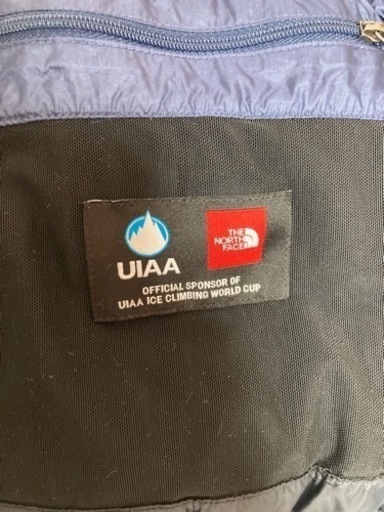 UIAA
THE
NORTH
FACE
OFFICIAL SPONSOR OF
UIAA ICE CLIMBING WORLD CUP